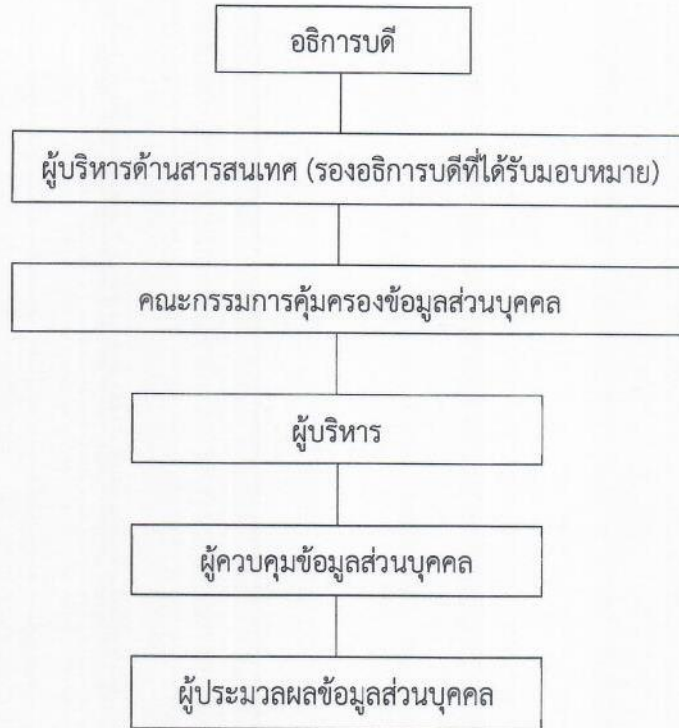 อธิการบดี
ผู้บริหารด้านสารสนเทศ (รองอธิการบดีที่ได้รับมอบหมาย)
คณะกรรมการคุ้มครองข้อมูลส่วนบุคคล
ผู้บริหาร
ผู้ควบคุมข้อมูลส่วนบุคคล
ผู้ประมวลผลข้อมูลส่วนบุคคล